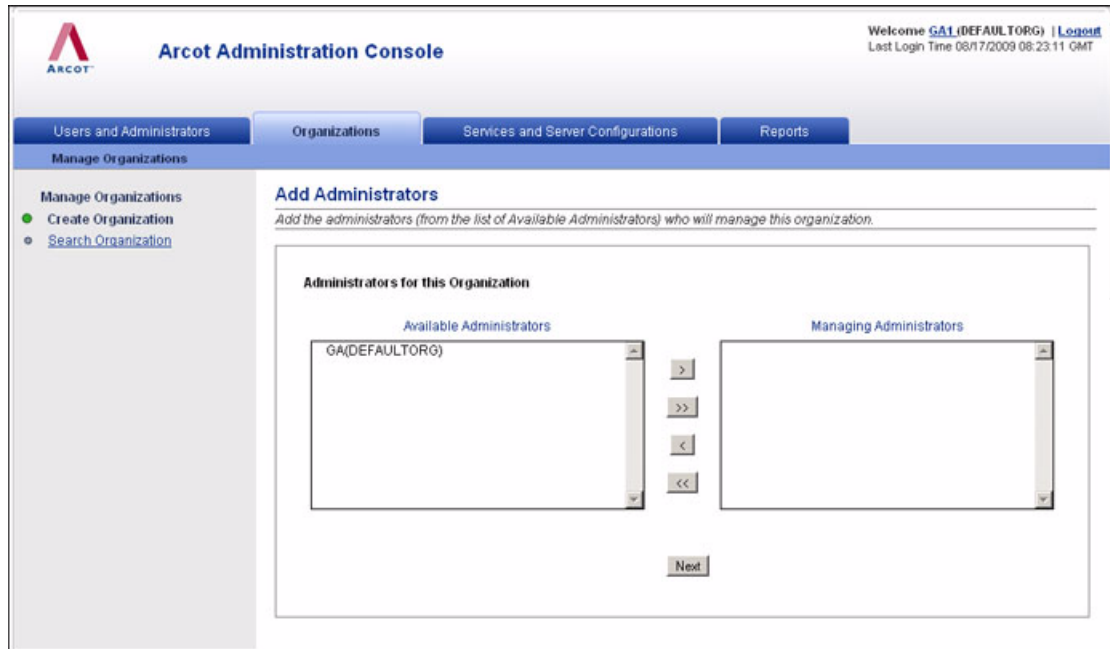 Welcome GA1 (DEFAULTORG) | Logout
Last Login Time 08/17/2009 08:23:11 GMT
ARCOT
Arcot Administration Console
Users and Administrators
Organizations
Services and Server Configurations
Reports
Manage Organizations
Manage Organizations
Create Organization
Search Organization
Add Administrators
Add the administrators (from the list of Available Administrators) who will manage this organization.
Administrators for this Organization
Available Administrators
Managing Administrators
GA(DEFAULTORG)
>
>>
<
<<
Next